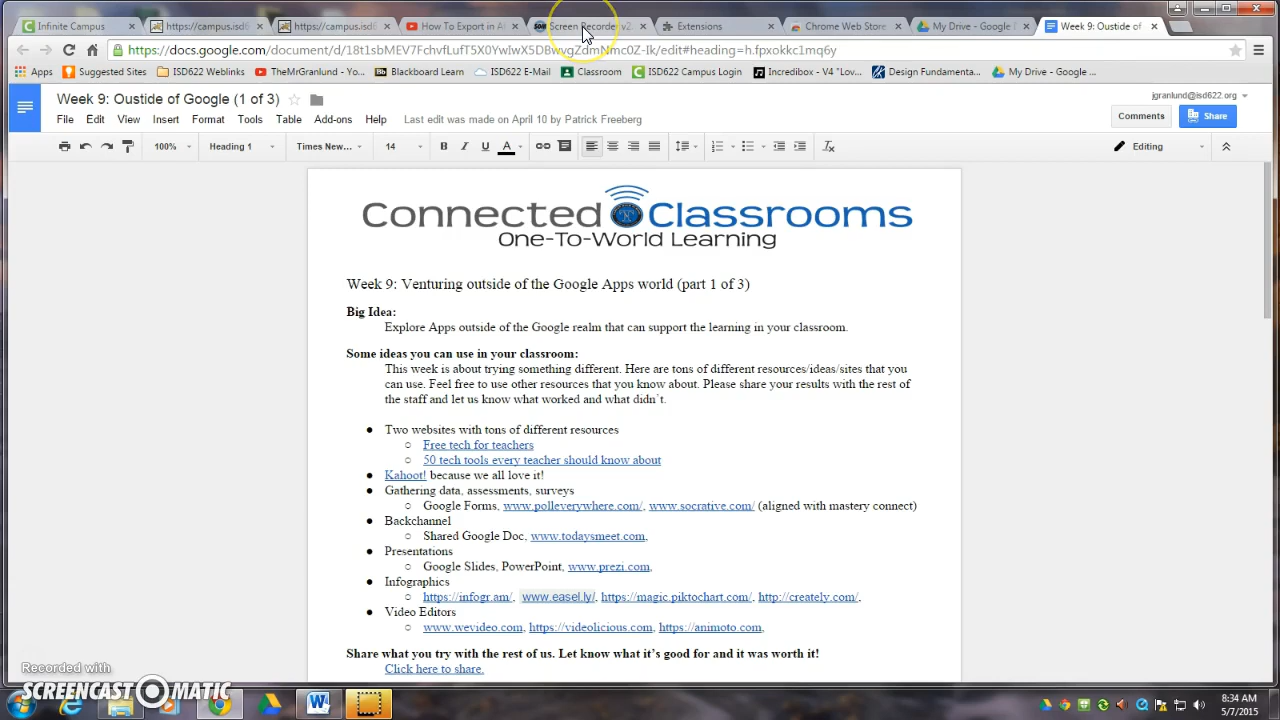 Infinite Campus
https://campus.isd6
https://campus.isd6
How To Export in A
Screen Recorder
Extensions
Chrome Web Store
My Drive - Google
Week 9: Oustide of
https://docs.google.com/document/d/
/edit#heading=h.fpxokkc1mq6y
Apps
Suggested Sites
ISD622 Weblinks
TheMrGranlund - Yo...
Blackboard Learn
ISD622 E-Mail
Classroom
ISD622 Campus Login
Incredibox - V4 "Lov...
Design Fundamenta...
My Drive - Google ...
Week 9: Oustide of Google (1 of 3)
jgranlund@isd622.org
File Edit View Insert Format Tools Table Add-ons Help
Last edit was made on April 10 by Patrick Freeberg
Comments
Share
100%
Heading 1
Times New...
14
B I U A
Editing
Connected Classrooms
One-To-World Learning
Week 9: Venturing outside of the Google Apps world (part 1 of 3)
Big Idea:
Explore Apps outside of the Google realm that can support the learning in your classroom.
Some ideas you can use in your classroom:
This week is about trying something different. Here are tons of different resources/ideas/sites that you
can use. Feel free to use other resources that you know about. Please share your results with the rest of
the staff and let us know what worked and what didn't.
● Two websites with tons of different resources
○ Free tech for teachers
○ 50 tech tools every teacher should know about
● Kahoot! because we all love it!
● Gathering data, assessments, surveys
○ Google Forms, www.polleverywhere.com/, www.socrative.com/ (aligned with mastery connect)
● Backchannel
○ Shared Google Doc, www.todaysmeet.com,
● Presentations
○ Google Slides, PowerPoint, www.prezi.com,
● Infographics
○ https://infogr.am/, www.easel.ly/, https://magic.piktochart.com/, http://creately.com/,
● Video Editors
○ www.wevideo.com, https://videolicious.com, https://animoto.com,
Share what you try with the rest of us. Let know what it's good for and it was worth it!
Click here to share.
Recorded with
SCREENCAST MATIC
8:34 AM
5/7/2015